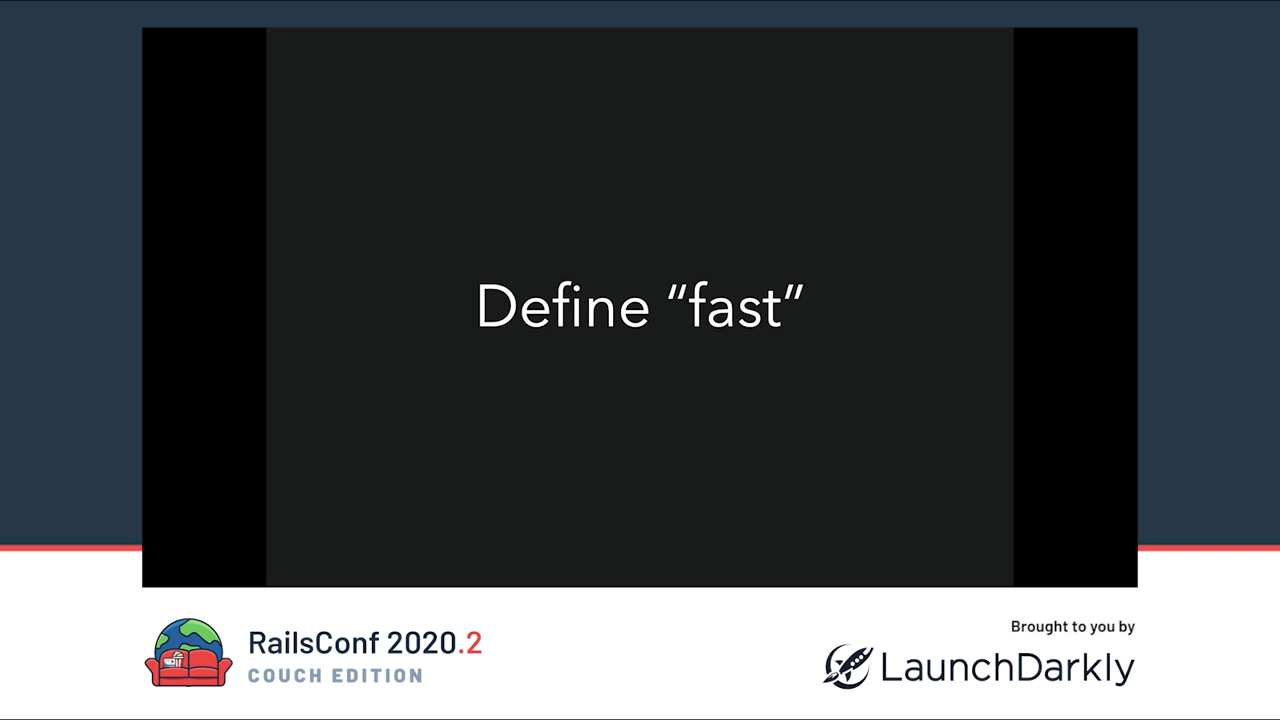 Define “fast”
RailsConf 2020.2
COUCH EDITION
Brought to you by
LaunchDarkly